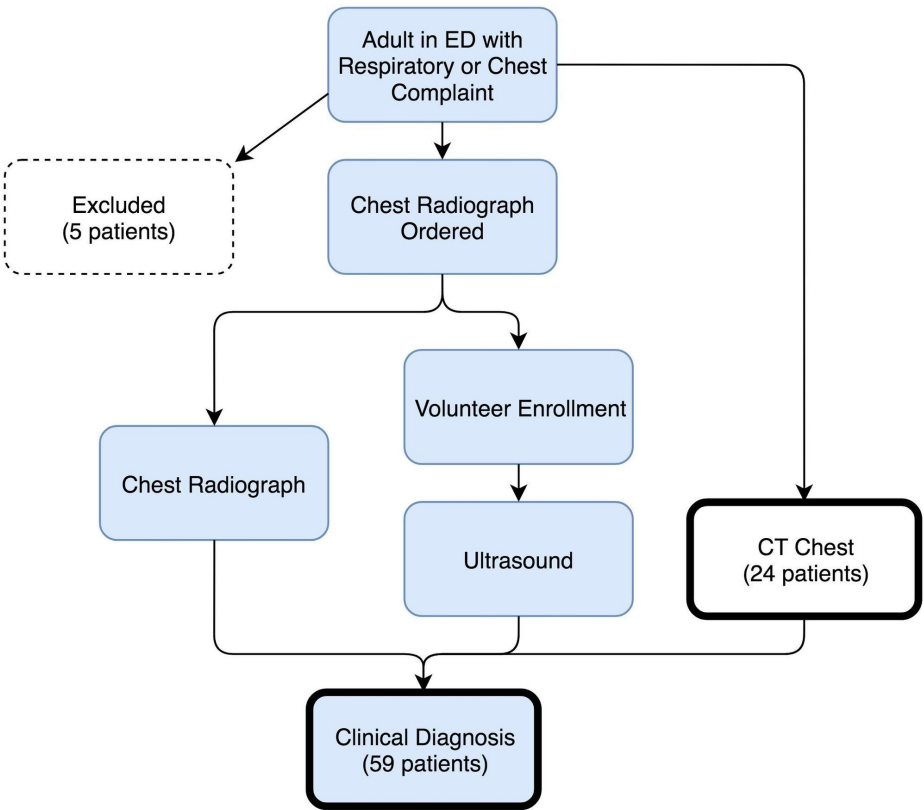 Adult in ED with
Respiratory or Chest
Complaint
Excluded
(5 patients)
Chest Radiograph
Ordered
Volunteer Enrollment
Chest Radiograph
Ultrasound
CT Chest
(24 patients)
Clinical Diagnosis
(59 patients)